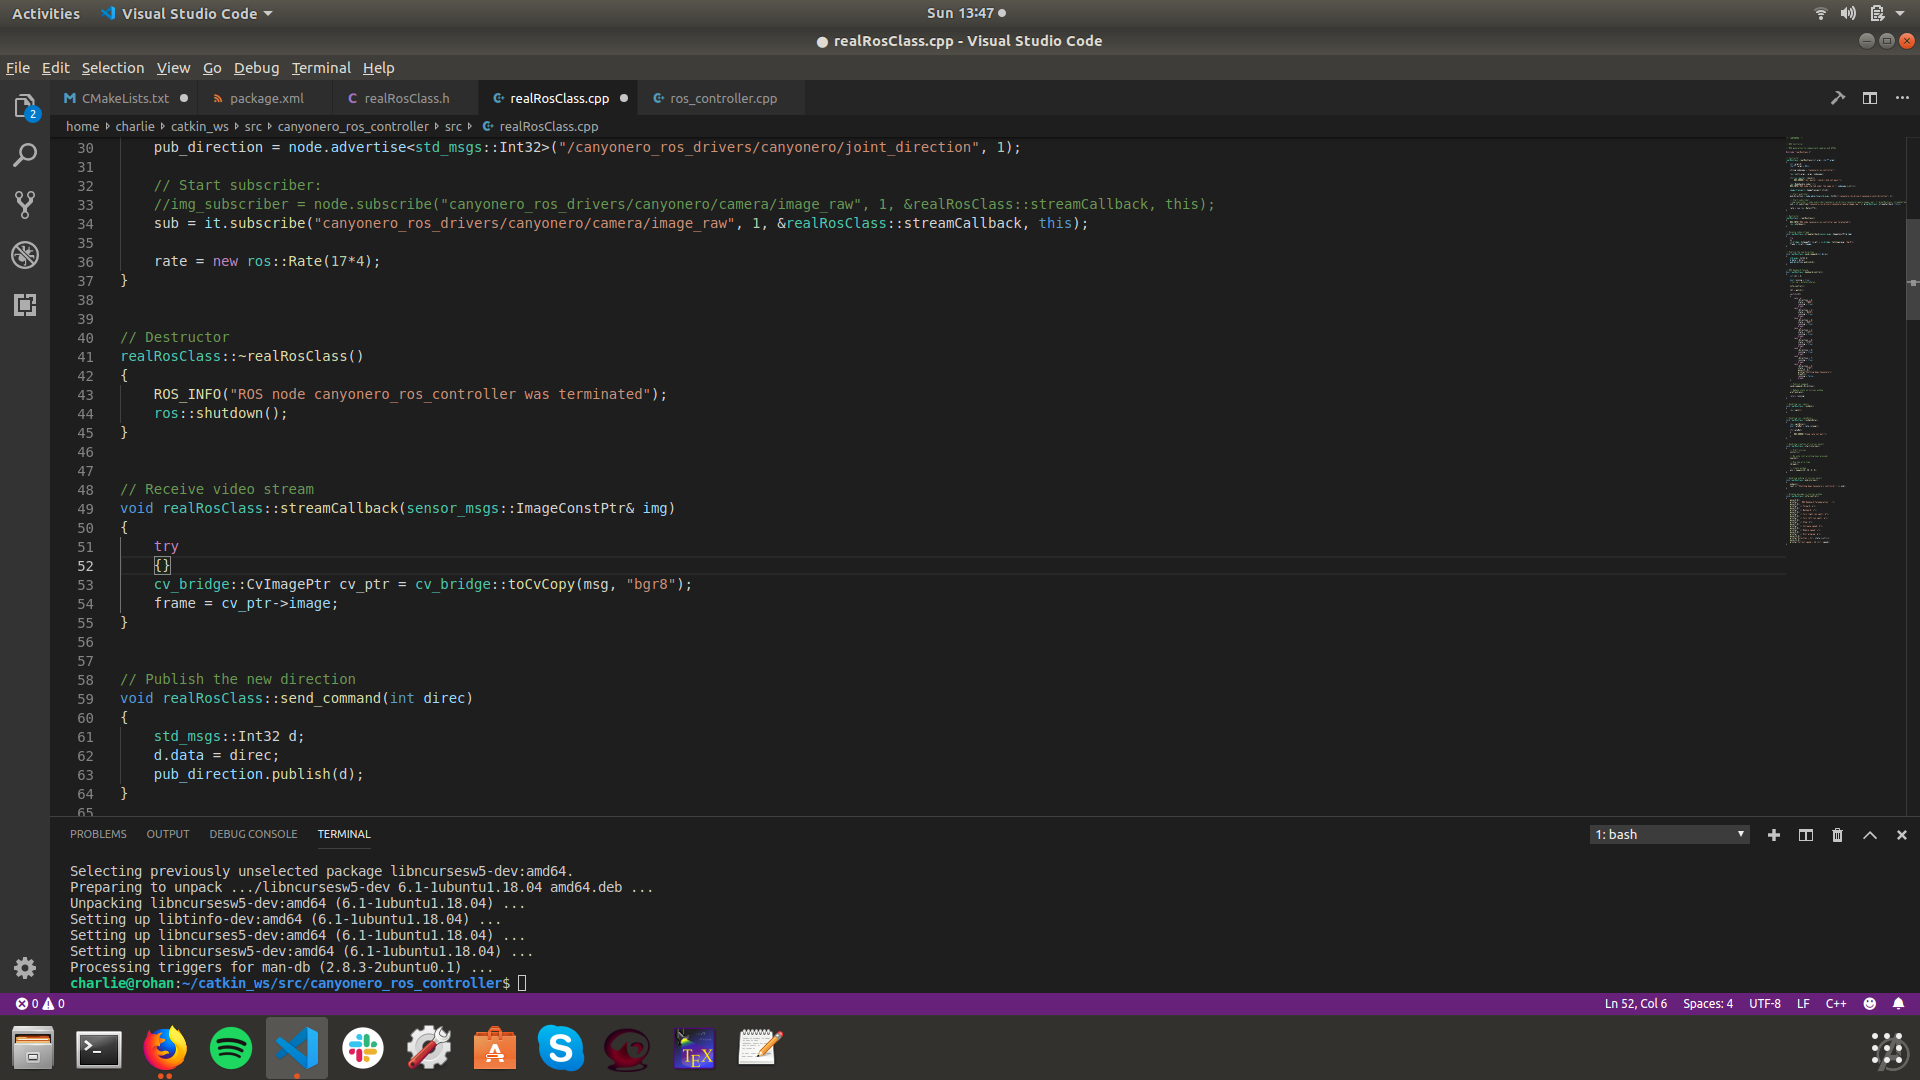 Activities Visual Studio Code Sun 13:47
realRosClass.cpp - Visual Studio Code
File Edit Selection View Go Debug Terminal Help
CMakeLists.txt package.xml realRosClass.h realRosClass.cpp ros_controller.cpp
2
home charlie catkin_ws src canyonero_ros_controller src realRosClass.cpp
30 pub_direction = node.advertise<std_msgs::Int32>("/canyonero_ros_drivers/canyonero/joint_direction", 1);
31
32 // Start subscriber:
33 //img_subscriber = node.subscribe("canyonero_ros_drivers/canyonero/camera/image_raw", 1, &realRosClass::streamCallback, this);
34 sub = it.subscribe("canyonero_ros_drivers/canyonero/camera/image_raw", 1, &realRosClass::streamCallback, this);
35
36 rate = new ros::Rate(17*4);
37 }
38
39
40 // Destructor
41 realRosClass::~realRosClass()
42 {
43 ROS_INFO("ROS node canyonero_ros_controller was terminated");
44 ros::shutdown();
45 }
46
47
48 // Receive video stream
49 void realRosClass::streamCallback(sensor_msgs::ImageConstPtr& img)
50 {
51 try
52 {}
53 cv_bridge::CvImagePtr cv_ptr = cv_bridge::toCvCopy(msg, "bgr8");
54 frame = cv_ptr->image;
55 }
56
57
58 // Publish the new direction
59 void realRosClass::send_command(int direc)
60 {
61 std_msgs::Int32 d;
62 d.data = direc;
63 pub_direction.publish(d);
64 }
65
PROBLEMS OUTPUT DEBUG CONSOLE TERMINAL 1: bash
Selecting previously unselected package libncursesw5-dev:amd64.
Preparing to unpack .../libncursesw5-dev 6.1-1ubuntu1.18.04 amd64.deb ...
Unpacking libncursesw5-dev:amd64 (6.1-1ubuntu1.18.04) ...
Setting up libtinfo-dev:amd64 (6.1-1ubuntu1.18.04) ...
Setting up libncurses5-dev:amd64 (6.1-1ubuntu1.18.04) ...
Setting up libncursesw5-dev:amd64 (6.1-1ubuntu1.18.04) ...
Processing triggers for man-db (2.8.3-2ubuntu0.1) ...
charlie@rohan:~/catkin_ws/src/canyonero_ros_controller$
0 0 Ln 52, Col 6 Spaces: 4 UTF-8 LF C++
TEX